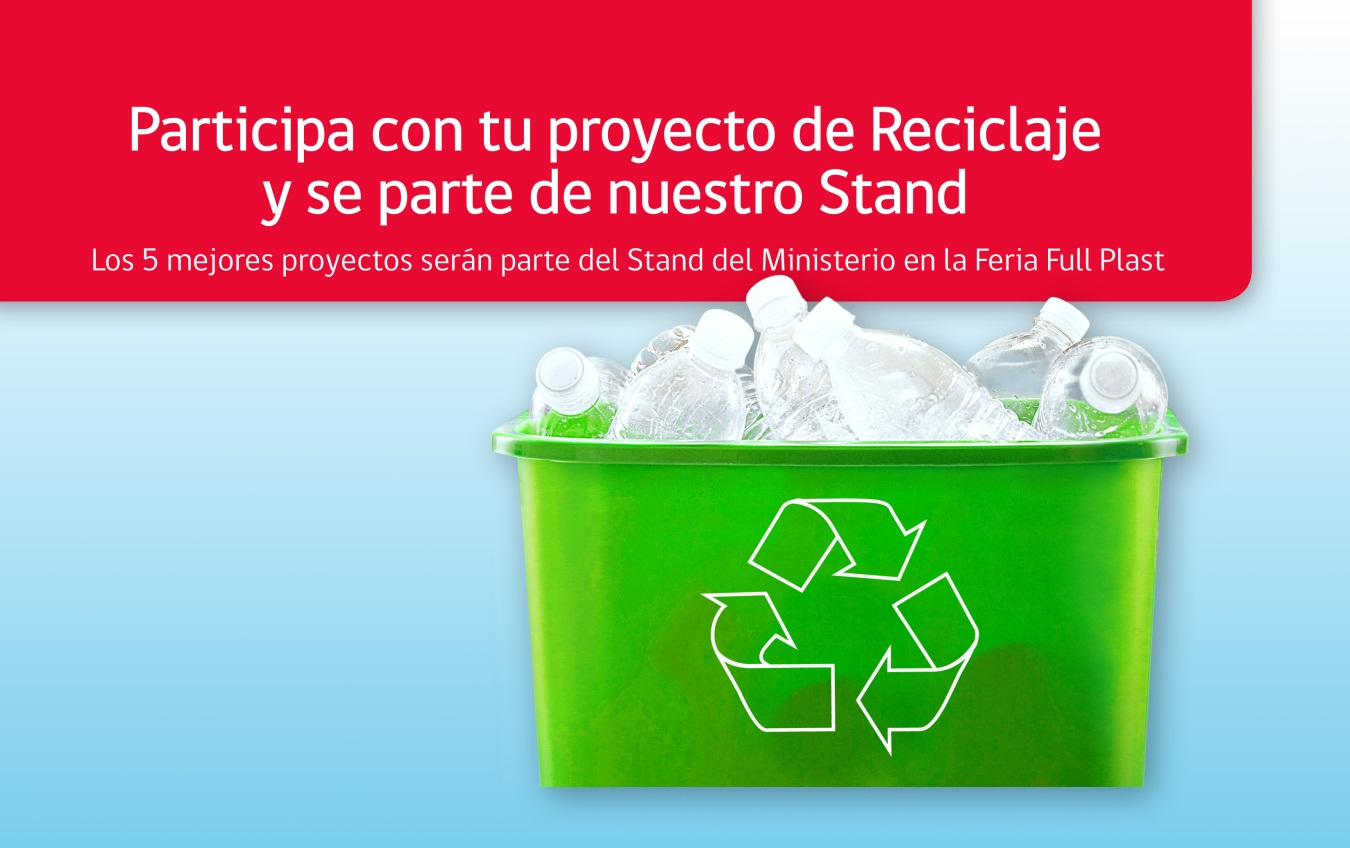 Participa con tu proyecto de Reciclaje
y se parte de nuestro Stand
Los 5 mejores proyectos serán parte del Stand del Ministerio en la Feria Full Plast